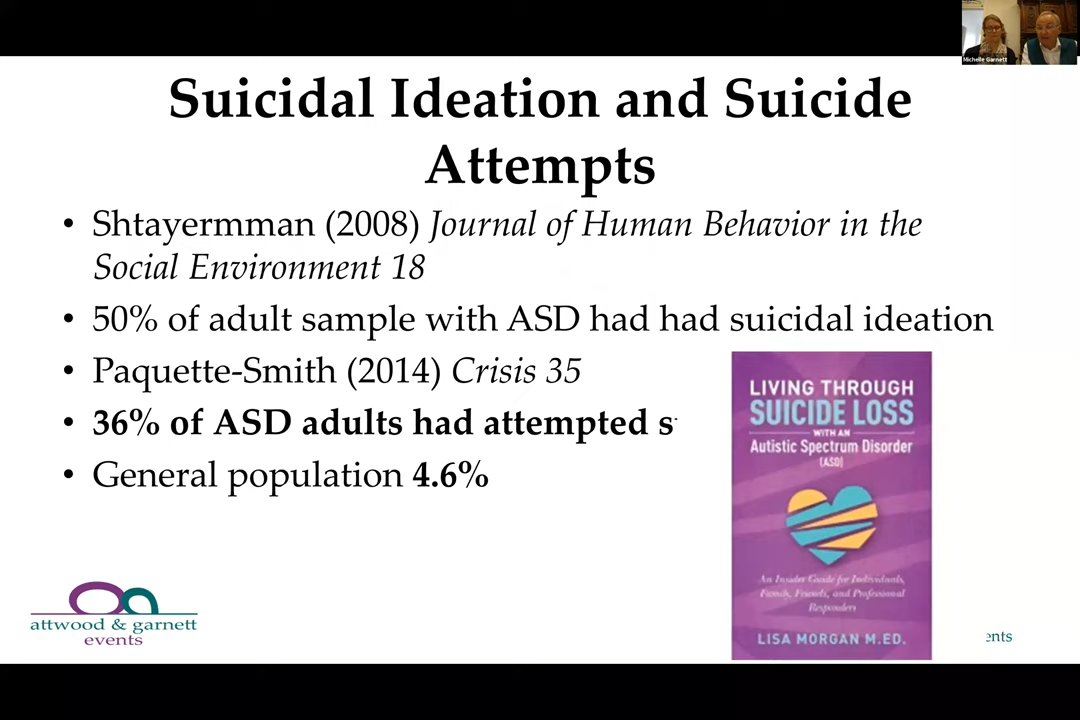 Michelle Garnett
Suicidal Ideation and Suicide
Attempts
• Shtayermman (2008) Journal of Human Behavior in the
Social Environment 18
• 50% of adult sample with ASD had had suicidal ideation
• Paquette-Smith (2014) Crisis 35
• 36% of ASD adults had attempted s
• General population 4.6%
LIVING THROUGH
SUICIDE LOSS
WITH AN
Autistic Spectrum Disorder
(ASD)
An Insider Guide for Individuals,
Family, Friends, and Professional
Responders
LISA MORGAN M.ED.
attwood & garnett
events
ents